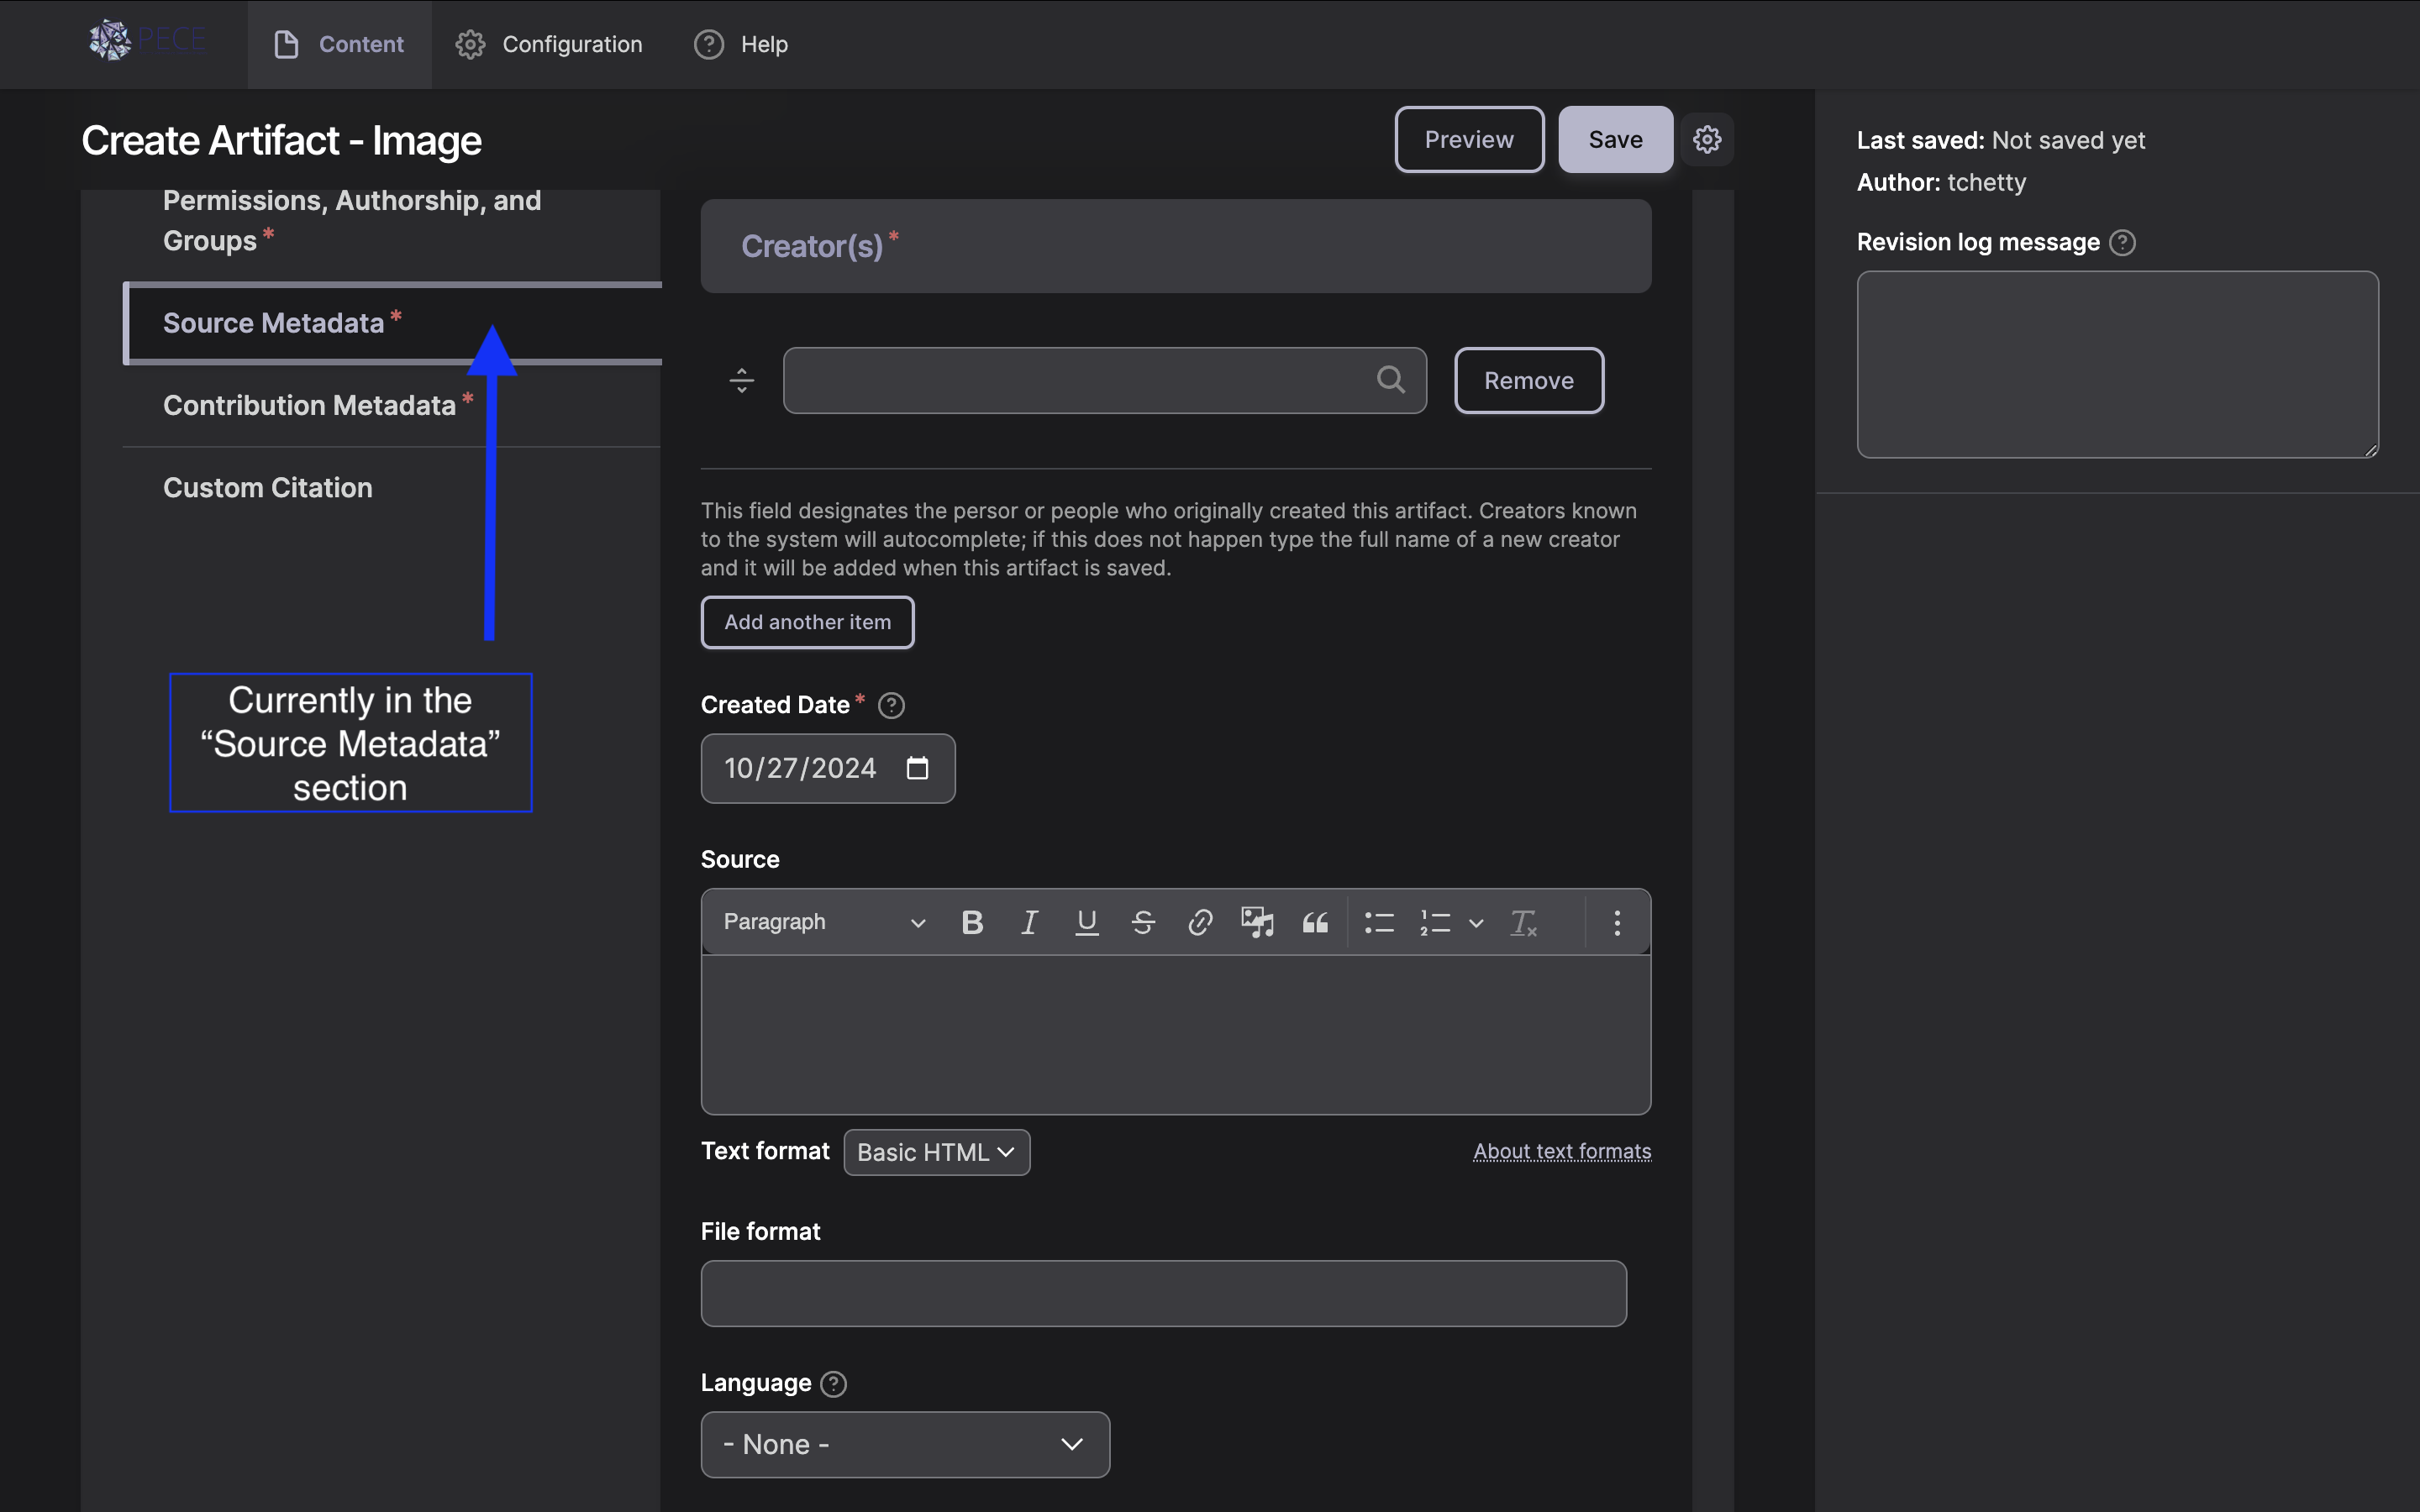 PECE
Content
Configuration
? Help
Create Artifact - Image
Preview
Save
Permissions, Authorship, and
Groups *
Source Metadata *
Contribution Metadata *
Custom Citation
Currently in the
“Source Metadata”
section
Creator(s) *
Remove
This field designates the persor or people who originally created this artifact. Creators known
to the system will autocomplete; if this does not happen type the full name of a new creator
and it will be added when this artifact is saved.
Add another item
Created Date * ?
10/27/2024
Source
Paragraph
Text format Basic HTML
About text formats
File format
Language ?
- None -
Last saved: Not saved yet
Author: tchetty
Revision log message ?